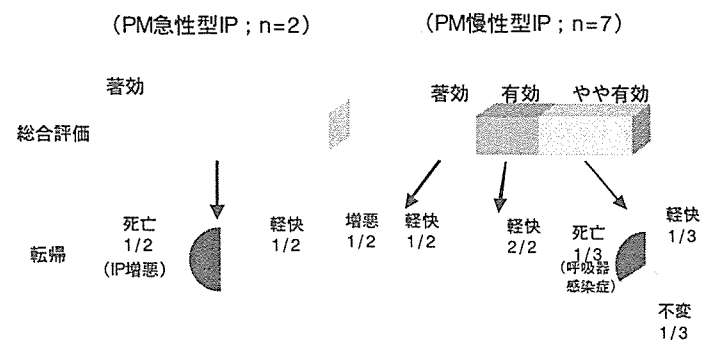 (PM急性型IP;n=2)
(PM慢性型IP;n=7)
著効
著効
有効
やや有効
総合評価
転帰
死亡
1/2
(IP増悪)
軽快
1/2
増悪
1/2
軽快
1/2
軽快
2/2
死亡
1/3
(呼吸器
感染症)
軽快
1/3
不変
1/3